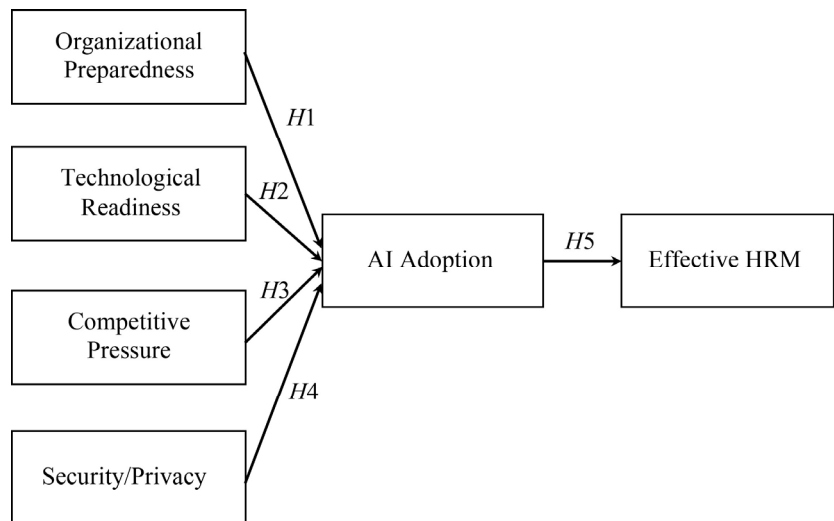 Organizational
Preparedness
H1
Technological
Readiness
H2
AI Adoption
H5
Effective HRM
H3
Competitive
Pressure
H4
Security/Privacy